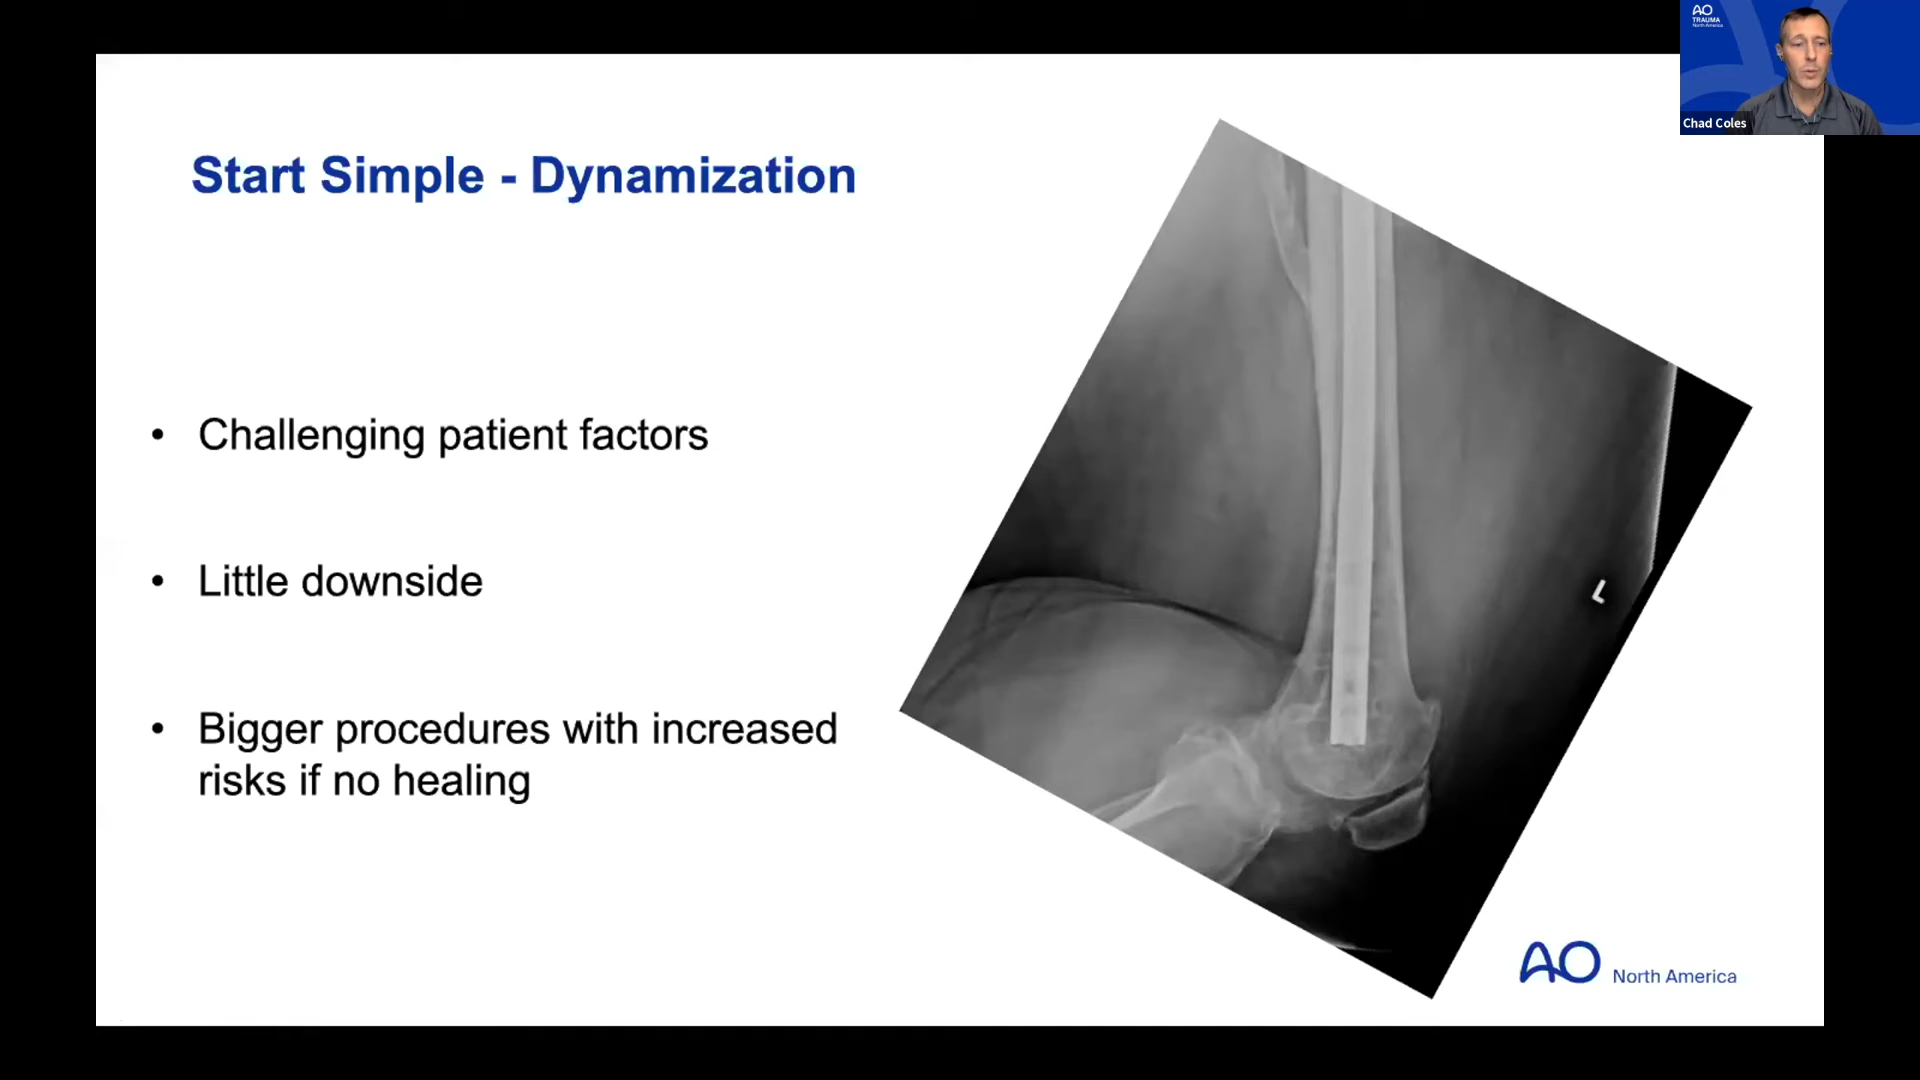 AO
TRAUMA
North America
Chad Coles
Start Simple - Dynamization
• Challenging patient factors
• Little downside
• Bigger procedures with increased
risks if no healing
L
AO North America